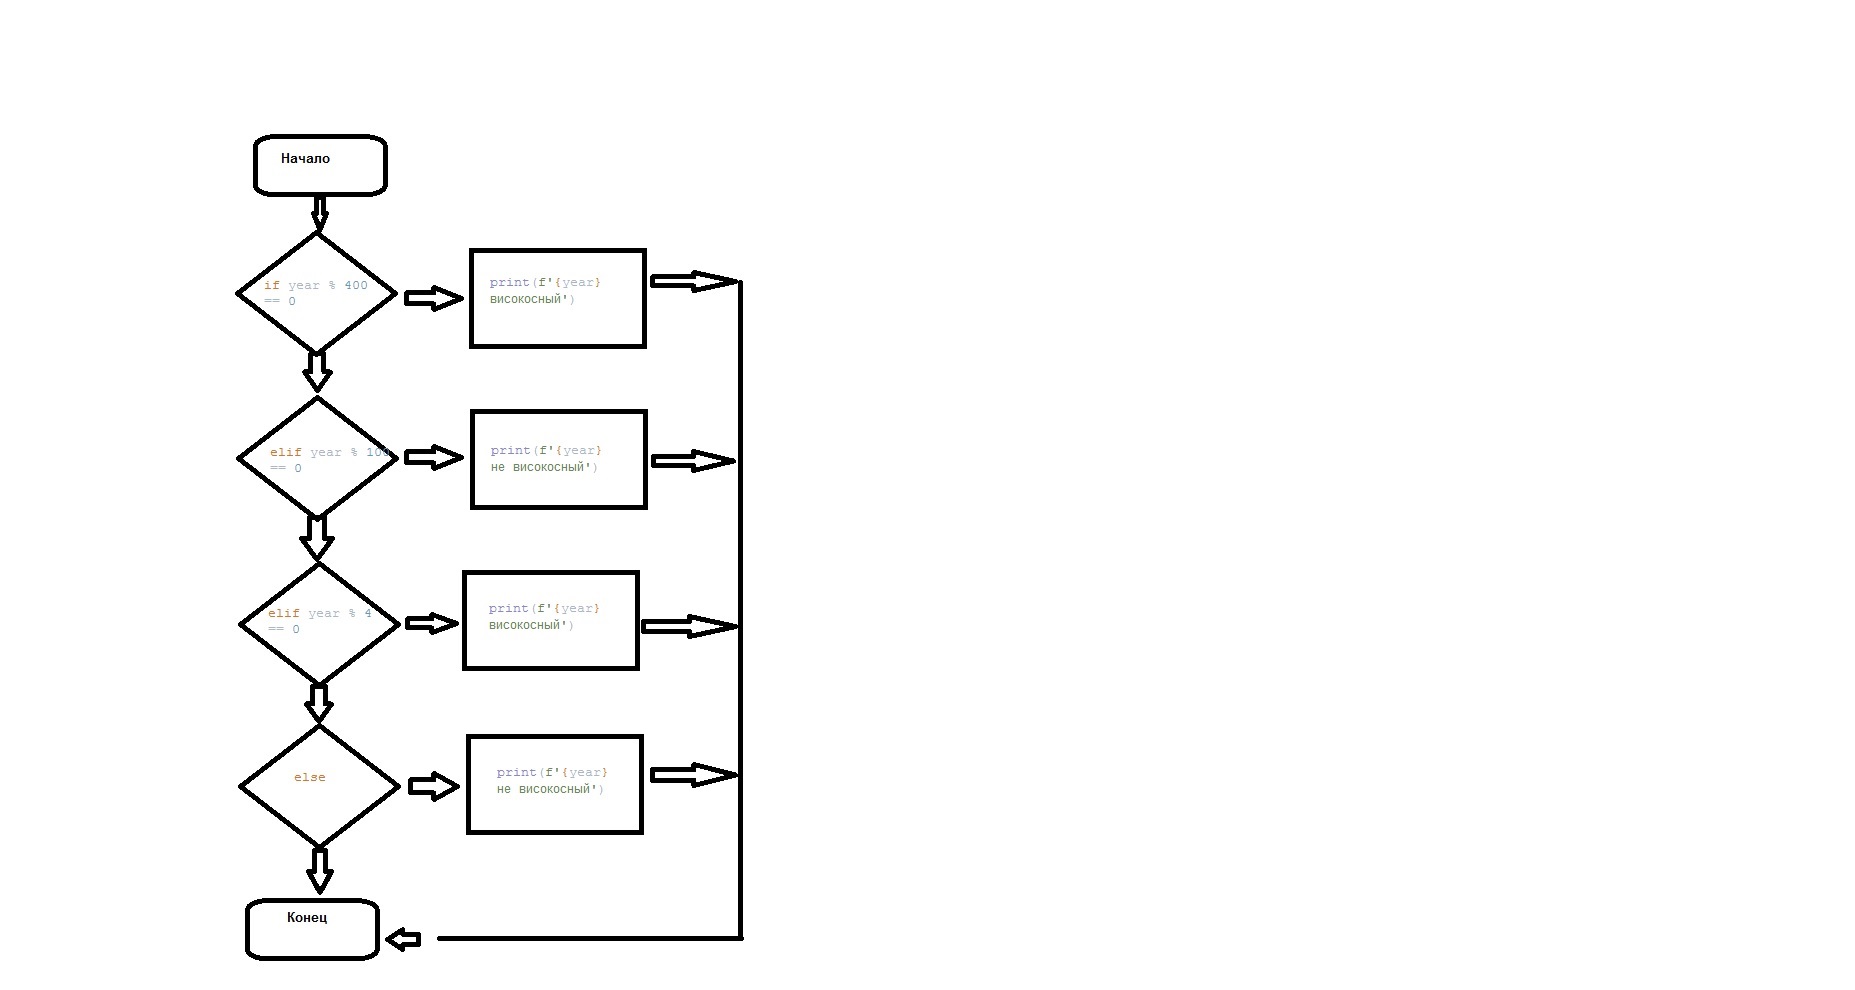 Начало
if year % 400
== 0
print(f'{year}
високосный')
elif year % 100
== 0
print(f'{year}
не високосный')
elif year % 4
== 0
print(f'{year}
високосный')
else
print(f'{year}
не високосный')
Конец